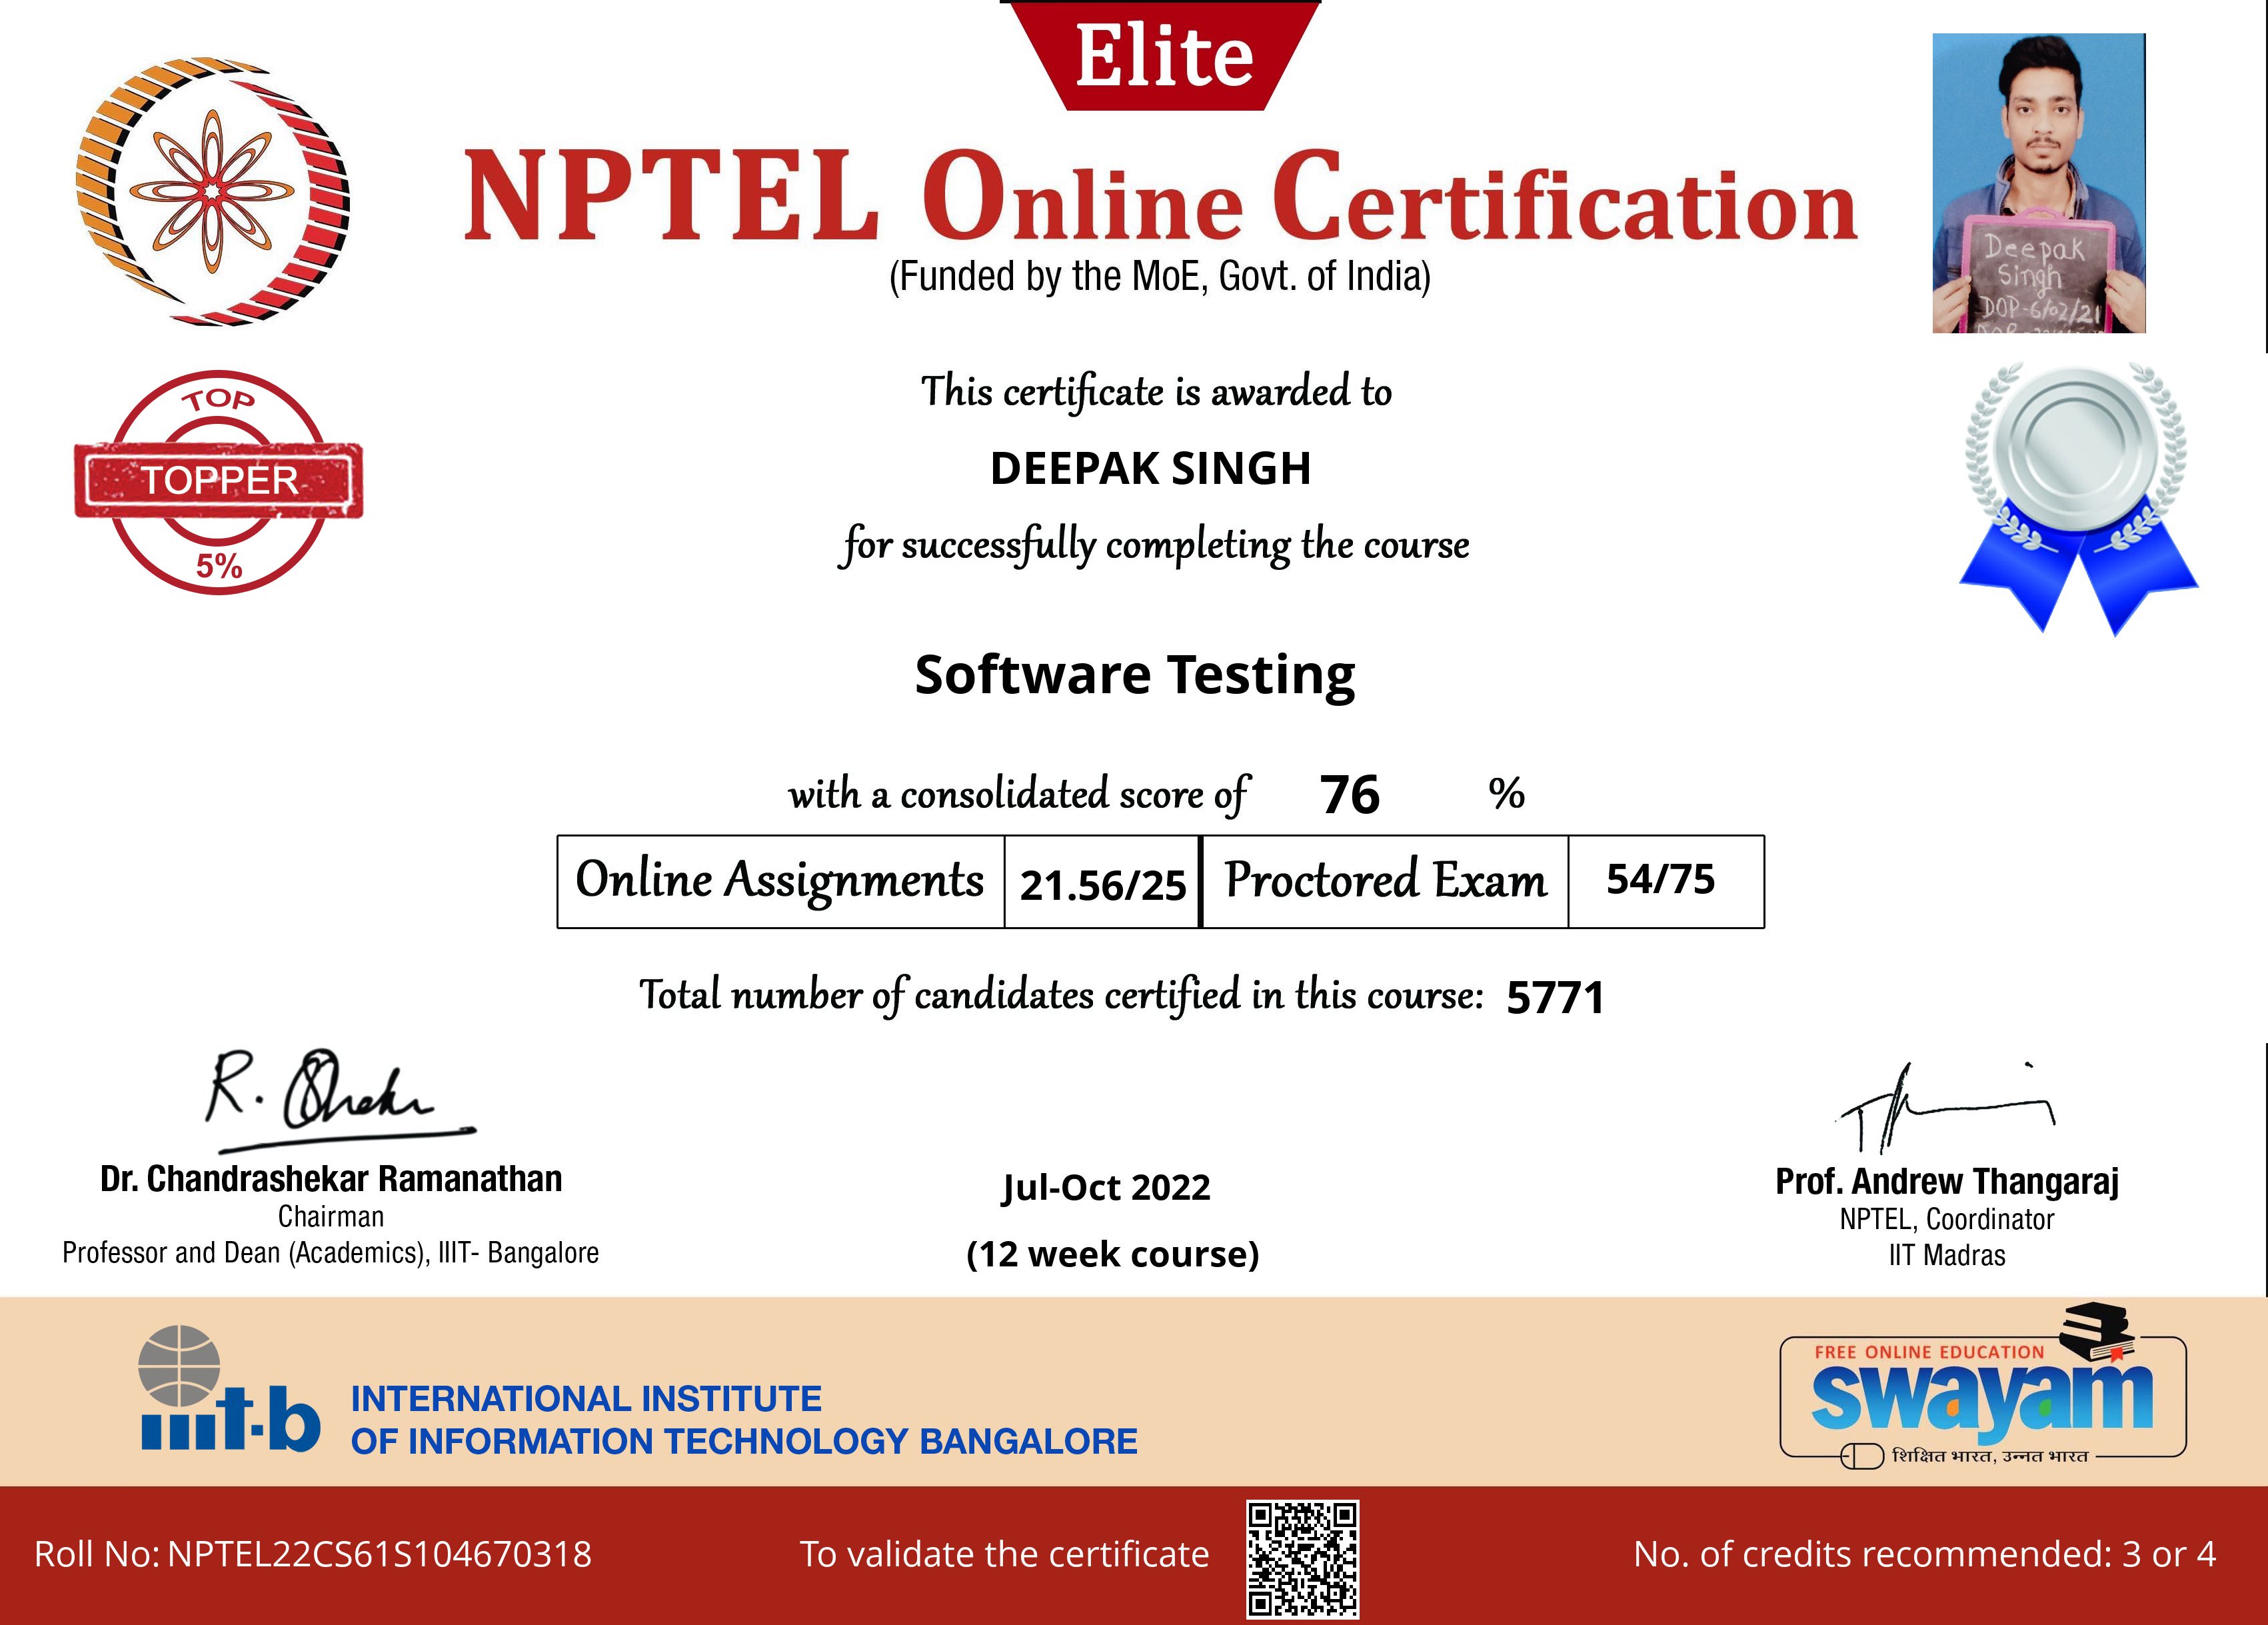 Elite
NPTEL Online Certification
(Funded by the MoE, Govt. of India)
Deepak
Singh
DOP-6/02/21
TOP
TOPPER
5%
This certificate is awarded to
DEEPAK SINGH
for successfully completing the course
Software Testing
with a consolidated score of 76 %
Online Assignments 21.56/25 Proctored Exam 54/75
Total number of candidates certified in this course: 5771
Dr. Chandrashekar Ramanathan
Chairman
Professor and Dean (Academics), IIIT- Bangalore
Jul-Oct 2022
(12 week course)
Prof. Andrew Thangaraj
NPTEL, Coordinator
IIT Madras
iiit-b
INTERNATIONAL INSTITUTE
OF INFORMATION TECHNOLOGY BANGALORE
FREE ONLINE EDUCATION
swayam
शिक्षित भारत, उन्नत भारत
Roll No: NPTEL22CS61S104670318
To validate the certificate
No. of credits recommended: 3 or 4